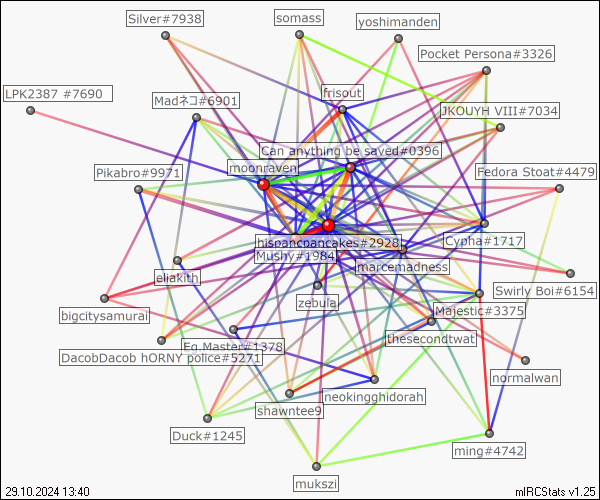 Silver#7938
somass
yoshimanden
Pocket Persona#3326
LPK2387 #7690
Madネコ#6901
frisout
JKOUYH VIII#7034
Can anything be saved#0396
moonraven
Pikabro#9971
Fedora Stoat#4479
hispancpancakes#2928
Cypha#1717
Mushy#1984
marcemadness
eliakith
zebula
Swirly Boi#6154
bigcitysamurai
Majestic#3375
Eg Master#1378
thesecondtwat
DacobDacob hORNY police#5271
normalwan
neokingghidorah
shawntee9
Duck#1245
ming#4742
mukszi
29.10.2024 13:40
mIRCStats v1.25